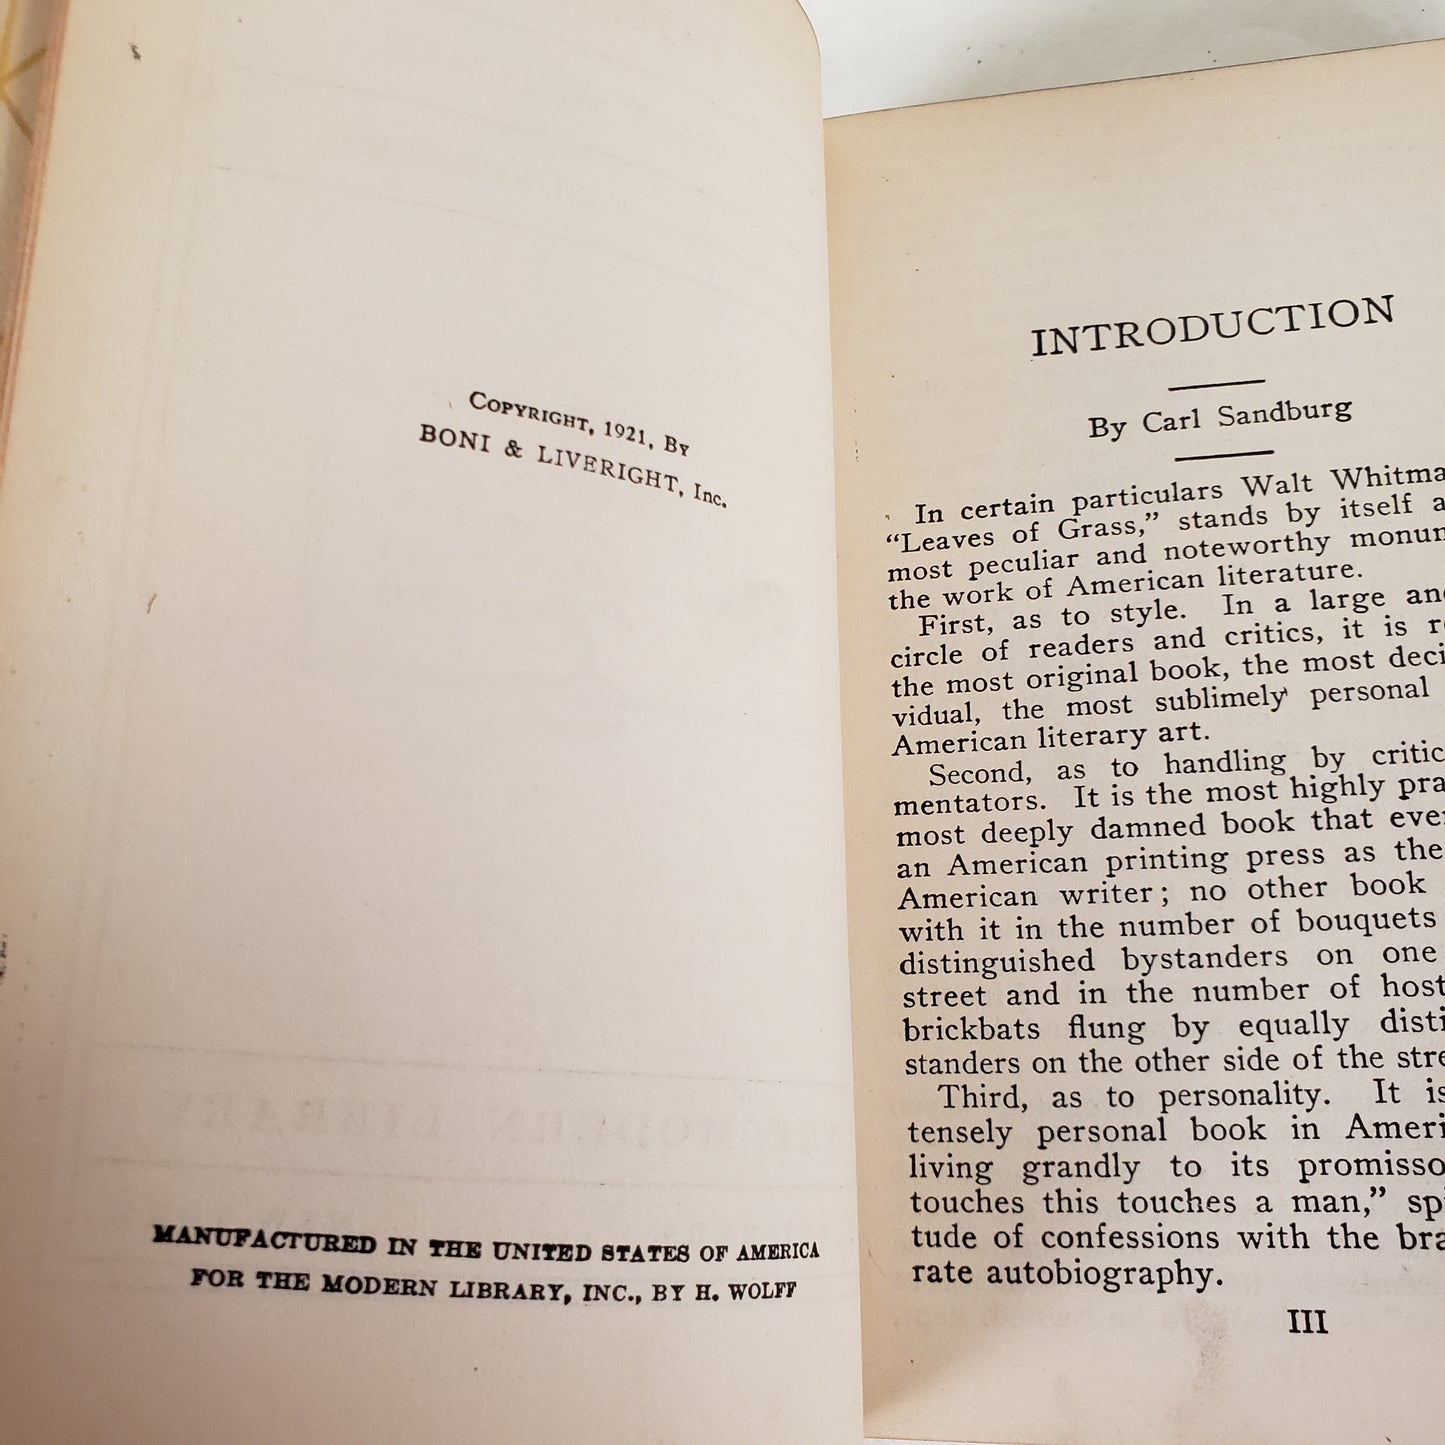 COPYRIGHT, 1921, BY
BONI & LIVERIGHT, Inc.
MANUFACTURED IN THE UNITED STATES OF AMERICA
FOR THE MODERN LIBRARY, INC., BY H. WOLFF
INTRODUCTION
By Carl Sandburg
In certain particulars Walt Whitma
“Leaves of Grass,” stands by itself a
most peculiar and noteworthy monu
the work of American literature.
First, as to style. In a large an
circle of readers and critics, it is r
the most original book, the most deci
vidual, the most sublimely personal
American literary art.
Second, as to handling by critic
mentators. It is the most highly pra
most deeply damned book that eve
an American printing press as the
American writer; no other book
with it in the number of bouquets
distinguished bystanders on one
street and in the number of host
brickbats flung by equally disti
standers on the other side of the stre
Third, as to personality. It is
tensely personal book in Ameri
living grandly to its promisso
touches this touches a man,” sp
tude of confessions with the bra
rate autobiography.
III